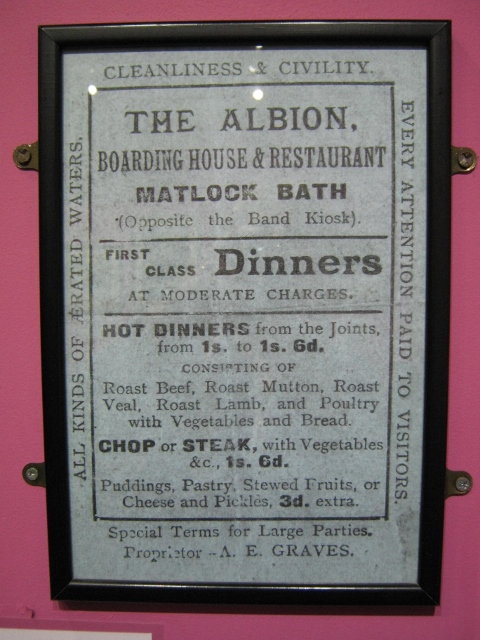 CLEANLINESS & CIVILITY.
ALL KINDS OF ÆRATED WATERS.
EVERY ATTENTION PAID TO VISITORS.
THE ALBION,
BOARDING HOUSE & RESTAURANT
MATLOCK BATH
(Opposite the Band Kiosk).
FIRST CLASS Dinners
AT MODERATE CHARGES.
HOT DINNERS from the Joints,
from 1s. to 1s. 6d.
CONSISTING OF
Roast Beef, Roast Mutton, Roast
Veal, Roast Lamb, and Poultry
with Vegetables and Bread.
CHOP or STEAK, with Vegetables
&c., 1s. 6d.
Puddings, Pastry, Stewed Fruits, or
Cheese and Pickles, 3d. extra.
Special Terms for Large Parties.
Proprietor - A. E. GRAVES.